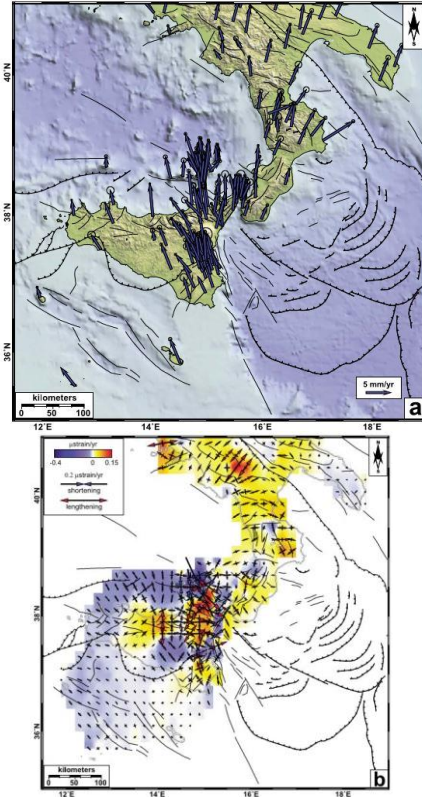 N
S
40˚N
38˚N
36˚N
kilometers
0 50 100
5 mm/yr
a
12˚E 14˚E 16˚E 18˚E
µstrain/yr
-0.4 0 0.15
0.2 µstrain/yr
shortening
lengthening
N
S
40˚N
38˚N
36˚N
kilometers
0 50 100
b
12˚E 14˚E 16˚E 18˚E